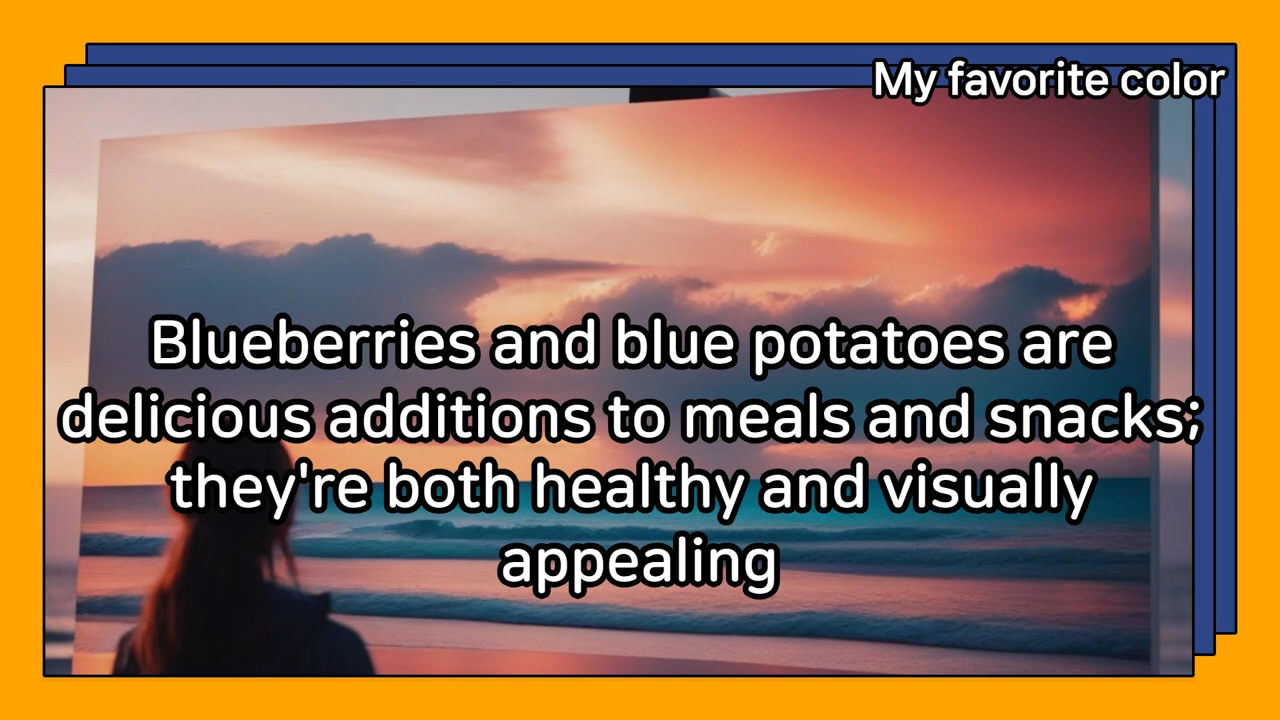 My favorite color
Blueberries and blue potatoes are
delicious additions to meals and snacks;
they're both healthy and visually
appealing